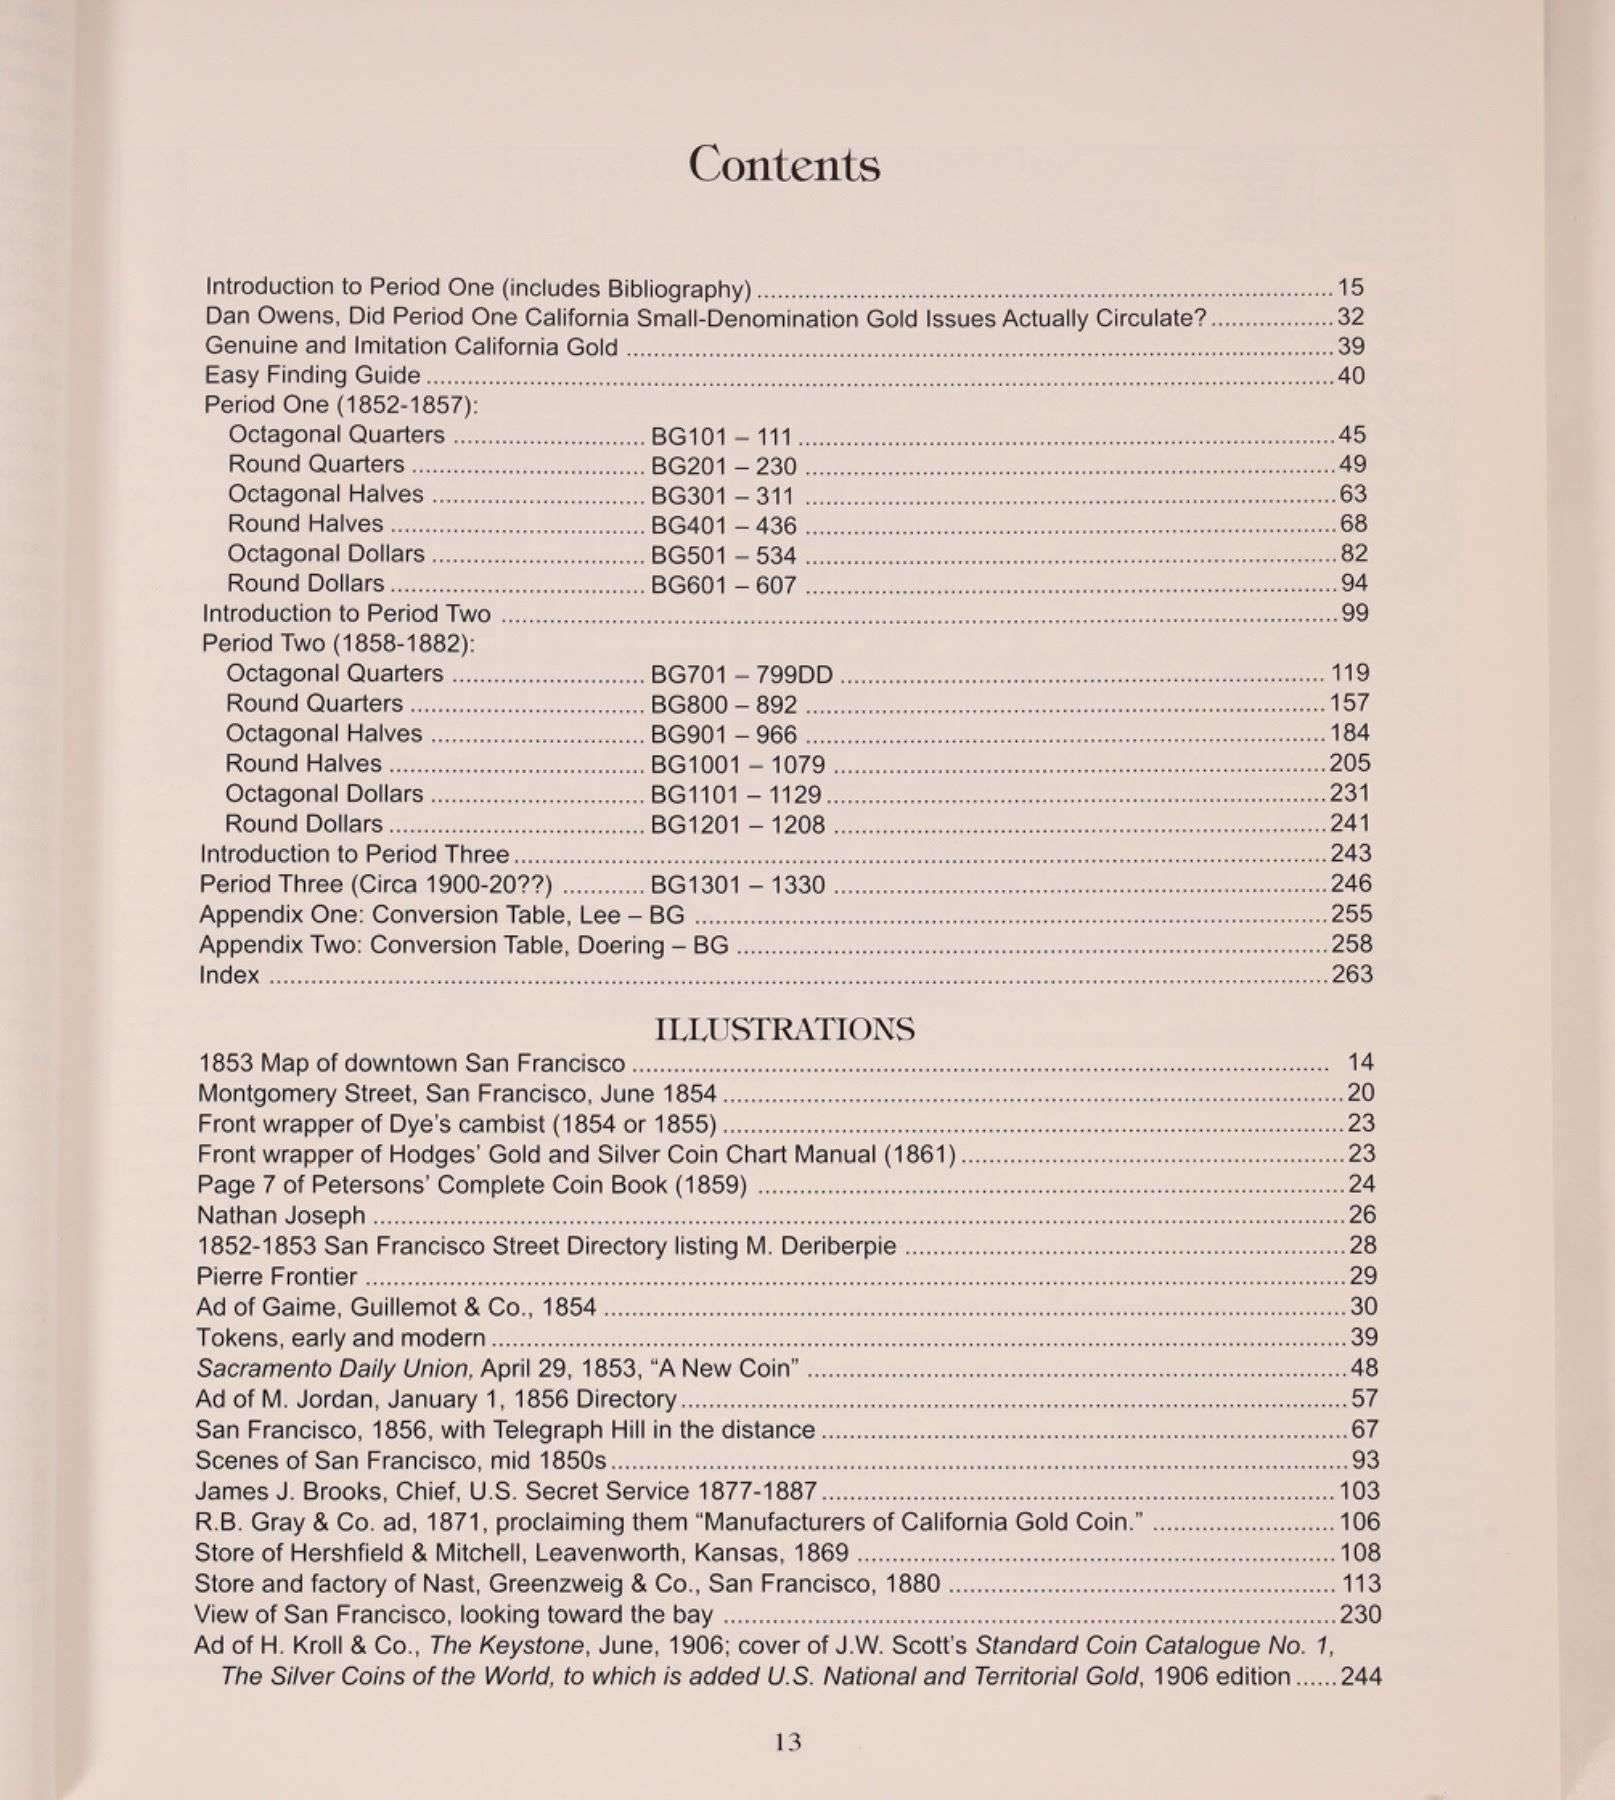 Contents
Introduction to Period One (includes Bibliography) ........ 15
Dan Owens, Did Period One California Small-Denomination Gold Issues Actually Circulate? ........ 32
Genuine and Imitation California Gold ........ 39
Easy Finding Guide ........ 40
Period One (1852-1857):
Octagonal Quarters ........ BG101 – 111 ........ 45
Round Quarters ........ BG201 – 230 ........ 49
Octagonal Halves ........ BG301 – 311 ........ 63
Round Halves ........ BG401 – 436 ........ 68
Octagonal Dollars ........ BG501 – 534 ........ 82
Round Dollars ........ BG601 – 607 ........ 94
Introduction to Period Two ........ 99
Period Two (1858-1882):
Octagonal Quarters ........ BG701 – 799DD ........ 119
Round Quarters ........ BG800 – 892 ........ 157
Octagonal Halves ........ BG901 – 966 ........ 184
Round Halves ........ BG1001 – 1079 ........ 205
Octagonal Dollars ........ BG1101 – 1129 ........ 231
Round Dollars ........ BG1201 – 1208 ........ 241
Introduction to Period Three ........ 243
Period Three (Circa 1900-20??) ........ BG1301 – 1330 ........ 246
Appendix One: Conversion Table, Lee – BG ........ 255
Appendix Two: Conversion Table, Doering – BG ........ 258
Index ........ 263
ILLUSTRATIONS
1853 Map of downtown San Francisco ........ 14
Montgomery Street, San Francisco, June 1854 ........ 20
Front wrapper of Dye's cambist (1854 or 1855) ........ 23
Front wrapper of Hodges' Gold and Silver Coin Chart Manual (1861) ........ 23
Page 7 of Petersons' Complete Coin Book (1859) ........ 24
Nathan Joseph ........ 26
1852-1853 San Francisco Street Directory listing M. Deriberpie ........ 28
Pierre Frontier ........ 29
Ad of Gaime, Guillemot & Co., 1854 ........ 30
Tokens, early and modern ........ 39
Sacramento Daily Union, April 29, 1853, “A New Coin” ........ 48
Ad of M. Jordan, January 1, 1856 Directory ........ 57
San Francisco, 1856, with Telegraph Hill in the distance ........ 67
Scenes of San Francisco, mid 1850s ........ 93
James J. Brooks, Chief, U.S. Secret Service 1877-1887 ........ 103
R.B. Gray & Co. ad, 1871, proclaiming them “Manufacturers of California Gold Coin.” ........ 106
Store of Hershfield & Mitchell, Leavenworth, Kansas, 1869 ........ 108
Store and factory of Nast, Greenzweig & Co., San Francisco, 1880 ........ 113
View of San Francisco, looking toward the bay ........ 230
Ad of H. Kroll & Co., The Keystone, June, 1906; cover of J.W. Scott's Standard Coin Catalogue No. 1,
The Silver Coins of the World, to which is added U.S. National and Territorial Gold, 1906 edition ...... 244
13